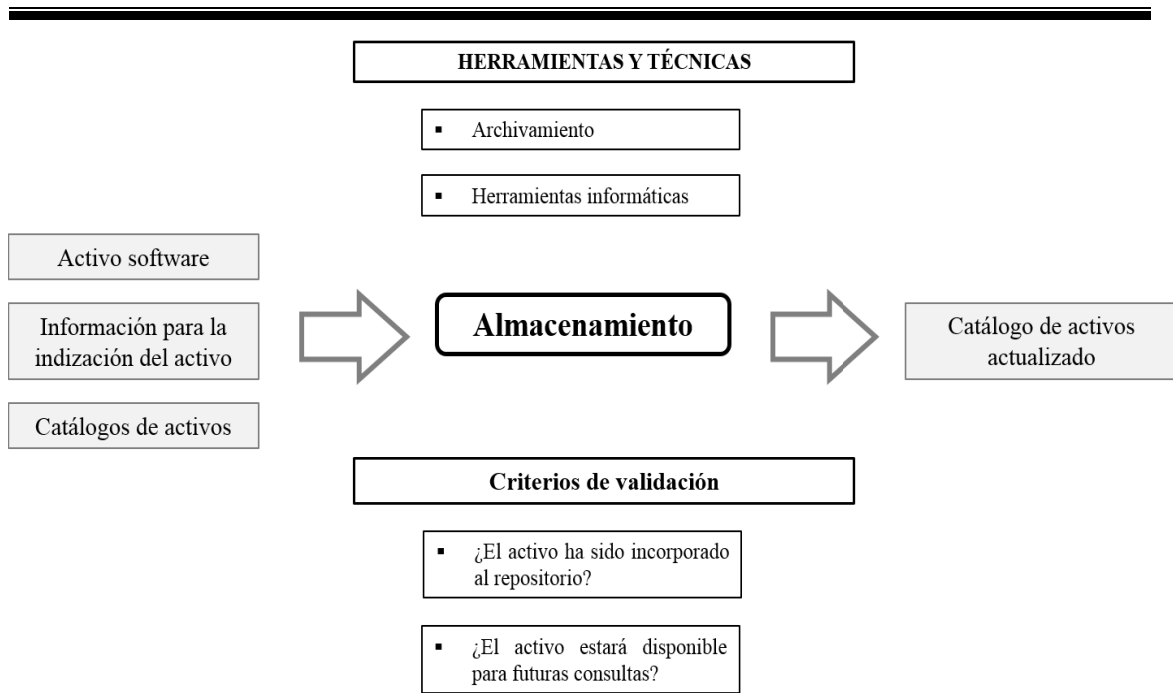 HERRAMIENTAS Y TÉCNICAS
▪ Archivamiento
▪ Herramientas informáticas
Activo software
Información para la
indización del activo
Catálogos de activos
Almacenamiento
Catálogo de activos
actualizado
Criterios de validación
▪ ¿El activo ha sido incorporado
al repositorio?
▪ ¿El activo estará disponible
para futuras consultas?